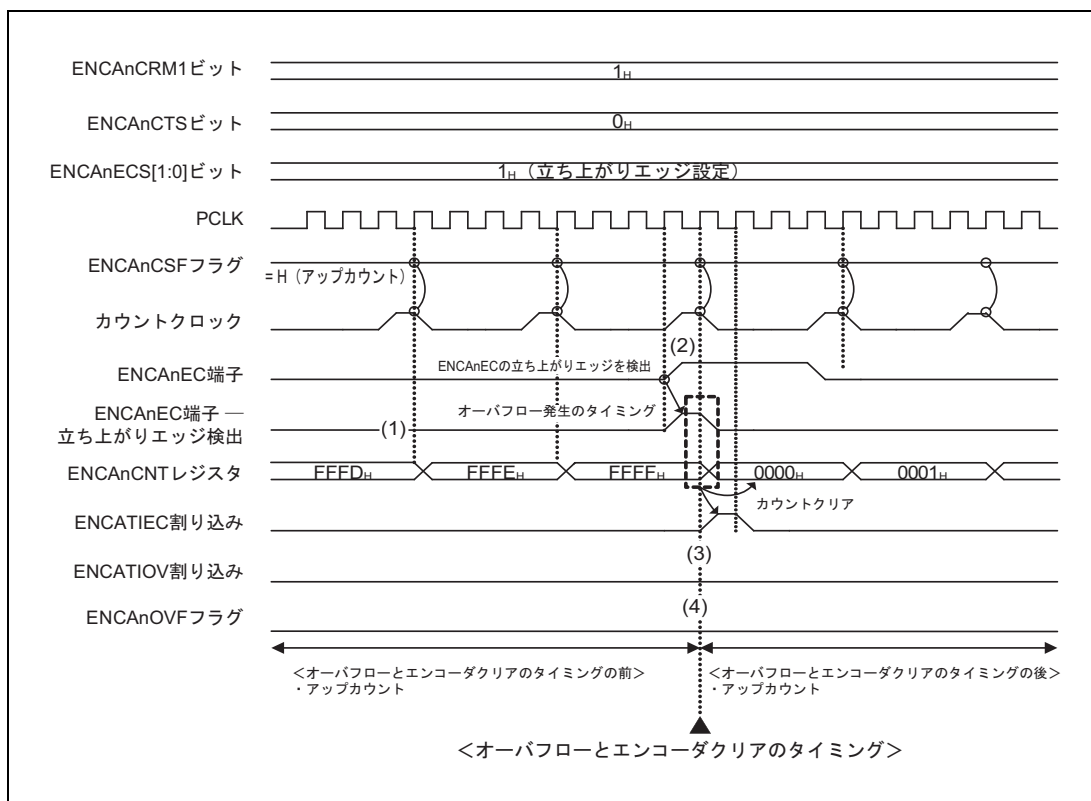 ENCAnCRM1ビット
1H
ENCAnCTSビット
0H
ENCAnECS[1:0]ビット
1H（立ち上がりエッジ設定）
PCLK
ENCAnCSFフラグ
= H（アップカウント）
カウントクロック
(2)
ENCAnECの立ち上がりエッジを検出
ENCAnEC端子
オーバフロー発生のタイミング
ENCAnEC端子 ―
立ち上がりエッジ検出
(1)
ENCAnCNTレジスタ
FFFDH FFFEH FFFFH 0000H 0001H
カウントクリア
ENCATIEC割り込み
(3)
ENCATIOV割り込み
(4)
ENCAnOVFフラグ
＜オーバフローとエンコーダクリアのタイミングの前＞
・アップカウント
＜オーバフローとエンコーダクリアのタイミングの後＞
・アップカウント
＜オーバフローとエンコーダクリアのタイミング＞